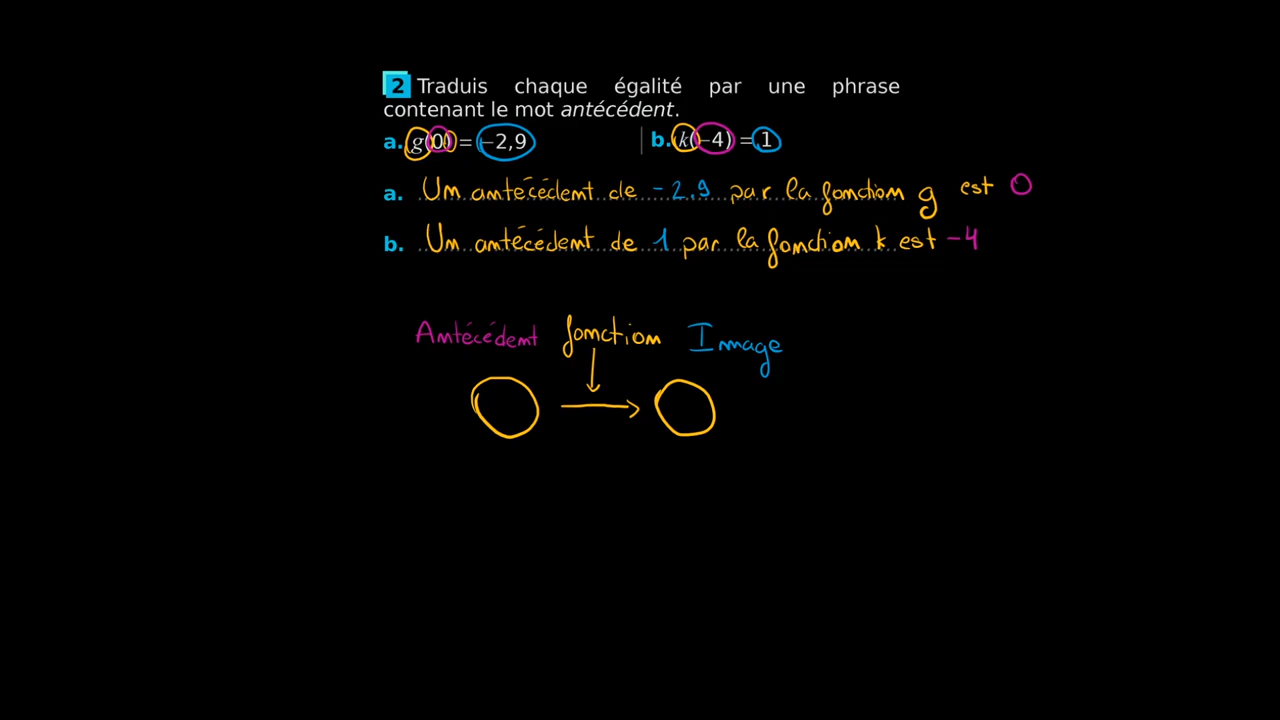 2 Traduis chaque égalité par une phrase
contenant le mot antécédent.
a. g(0) = −2,9 b. k(−4) = 1
a. Un antécédent de -2.9 par la fonction g est 0
b. Un antécédent de 1 par la fonction k est -4
Antécédent fonction Image